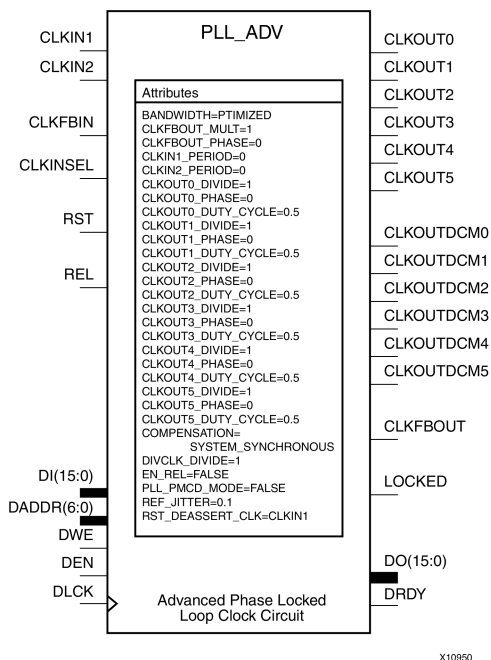 PLL_ADV
CLKIN1
CLKIN2
CLKFBIN
CLKINSEL
RST
REL
DI(15:0)
DADDR(6:0)
DWE
DEN
DLCK
Attributes
BANDWIDTH=PTIMIZED
CLKFBOUT_MULT=1
CLKFBOUT_PHASE=0
CLKIN1_PERIOD=0
CLKIN2_PERIOD=0
CLKOUT0_DIVIDE=1
CLKOUT0_PHASE=0
CLKOUT0_DUTY_CYCLE=0.5
CLKOUT1_DIVIDE=1
CLKOUT1_PHASE=0
CLKOUT1_DUTY_CYCLE=0.5
CLKOUT2_DIVIDE=1
CLKOUT2_PHASE=0
CLKOUT2_DUTY_CYCLE=0.5
CLKOUT3_DIVIDE=1
CLKOUT3_PHASE=0
CLKOUT3_DUTY_CYCLE=0.5
CLKOUT4_DIVIDE=1
CLKOUT4_PHASE=0
CLKOUT4_DUTY_CYCLE=0.5
CLKOUT5_DIVIDE=1
CLKOUT5_PHASE=0
CLKOUT5_DUTY_CYCLE=0.5
COMPENSATION=
SYSTEM_SYNCHRONOUS
DIVCLK_DIVIDE=1
EN_REL=FALSE
PLL_PMCD_MODE=FALSE
REF_JITTER=0.1
RST_DEASSERT_CLK=CLKIN1
CLKOUT0
CLKOUT1
CLKOUT2
CLKOUT3
CLKOUT4
CLKOUT5
CLKOUTDCM0
CLKOUTDCM1
CLKOUTDCM2
CLKOUTDCM3
CLKOUTDCM4
CLKOUTDCM5
CLKFBOUT
LOCKED
DO(15:0)
DRDY
Advanced Phase Locked
Loop Clock Circuit
X10950